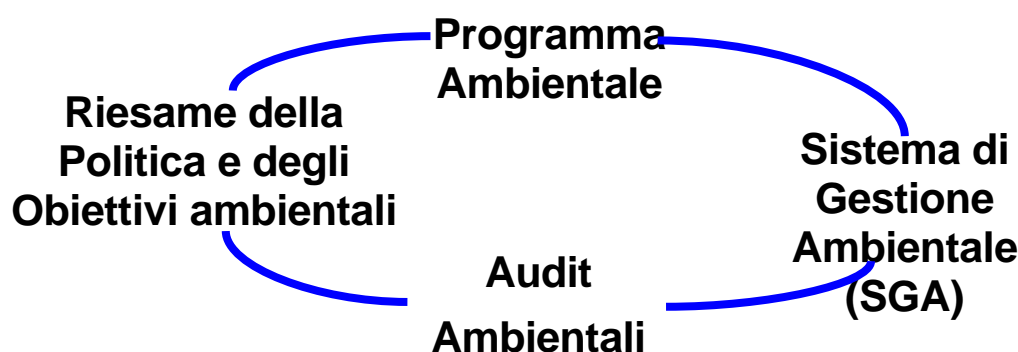 Programma
Ambientale
Riesame della
Politica e degli
Obiettivi ambientali
Sistema di
Gestione
Ambientale
(SGA)
Audit
Ambientali